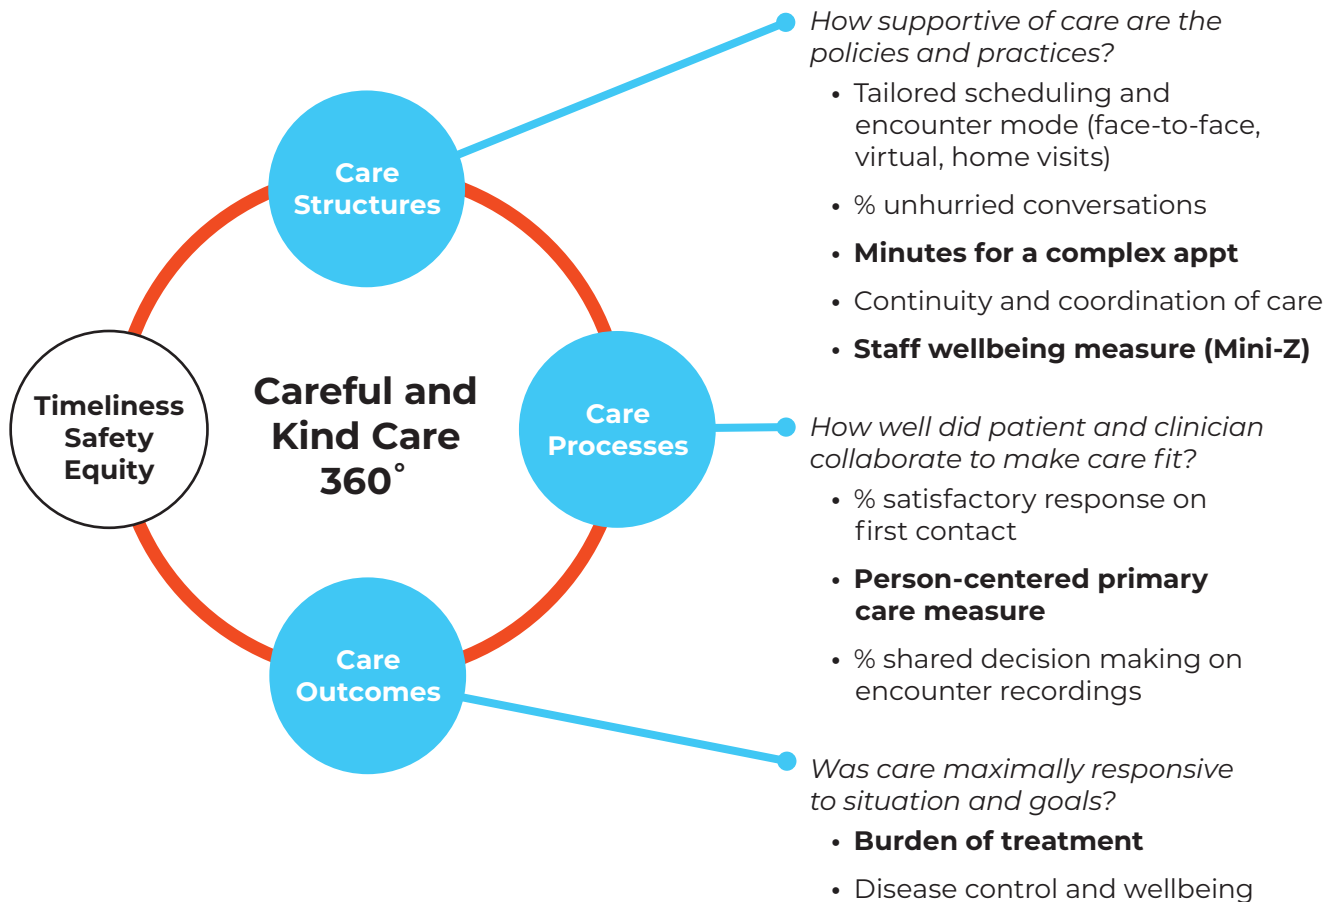 How supportive of care are the
policies and practices?
• Tailored scheduling and
encounter mode (face-to-face,
virtual, home visits)
• % unhurried conversations
• Minutes for a complex appt
• Continuity and coordination of care
• Staff wellbeing measure (Mini-Z)
Care
Structures
Timeliness
Safety
Equity
Careful and
Kind Care
360°
Care
Processes
How well did patient and clinician
collaborate to make care fit?
• % satisfactory response on
first contact
• Person-centered primary
care measure
• % shared decision making on
encounter recordings
Care
Outcomes
Was care maximally responsive
to situation and goals?
• Burden of treatment
• Disease control and wellbeing